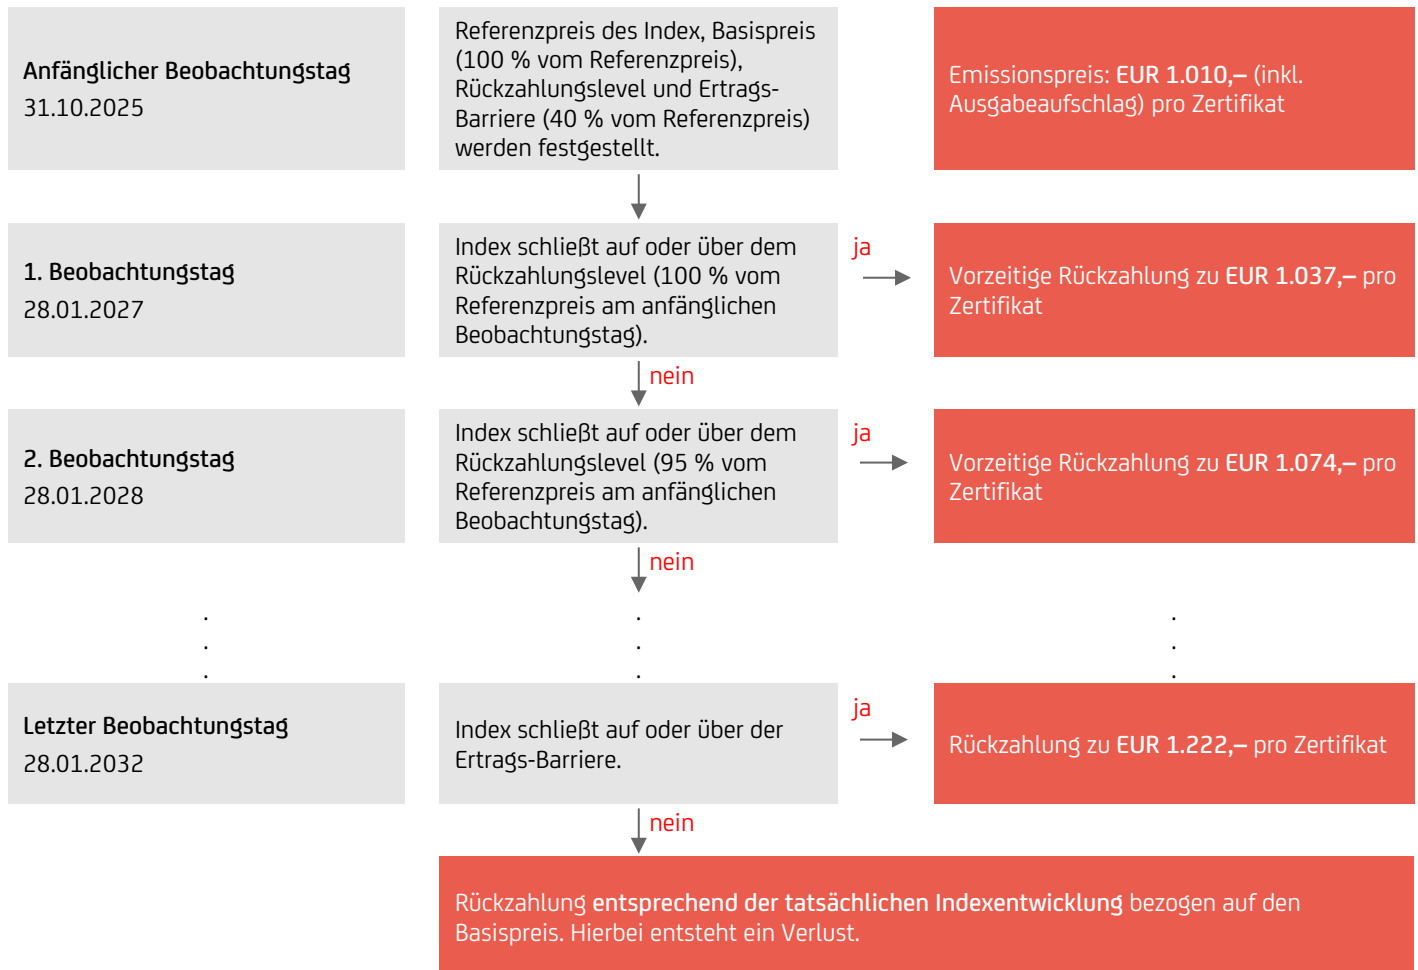 Anfänglicher Beobachtungstag
31.10.2025
Referenzpreis des Index, Basispreis
(100 % vom Referenzpreis),
Rückzahlungslevel und Ertrags-
Barriere (40 % vom Referenzpreis)
werden festgestellt.
Emissionspreis: EUR 1.010,– (inkl.
Ausgabeaufschlag) pro Zertifikat
1. Beobachtungstag
28.01.2027
Index schließt auf oder über dem
Rückzahlungslevel (100 % vom
Referenzpreis am anfänglichen
Beobachtungstag).
ja
Vorzeitige Rückzahlung zu EUR 1.037,– pro
Zertifikat
nein
2. Beobachtungstag
28.01.2028
Index schließt auf oder über dem
Rückzahlungslevel (95 % vom
Referenzpreis am anfänglichen
Beobachtungstag).
ja
Vorzeitige Rückzahlung zu EUR 1.074,– pro
Zertifikat
nein
. . .
. . .
. . .
Letzter Beobachtungstag
28.01.2032
Index schließt auf oder über der
Ertrags-Barriere.
ja
Rückzahlung zu EUR 1.222,– pro Zertifikat
nein
Rückzahlung entsprechend der tatsächlichen Indexentwicklung bezogen auf den
Basispreis. Hierbei entsteht ein Verlust.